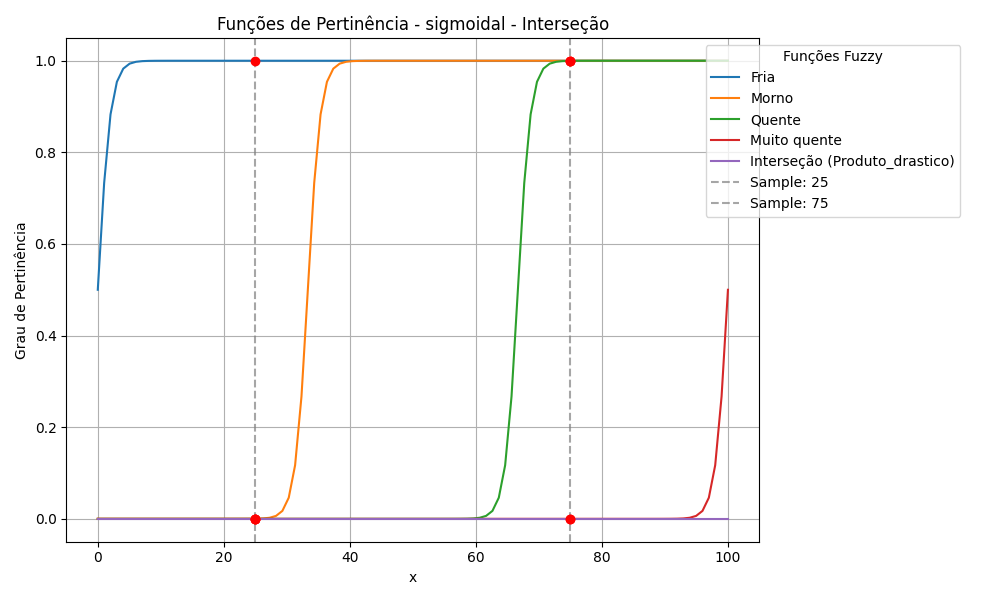 Funções de Pertinência - sigmoidal - Interseção
Funções Fuzzy
Fria
Morno
Quente
Muito quente
Interseção (Produto_drastico)
Sample: 25
Sample: 75
Grau de Pertinência
1.0
0.8
0.6
0.4
0.2
0.0
0 20 40 60 80 100
x